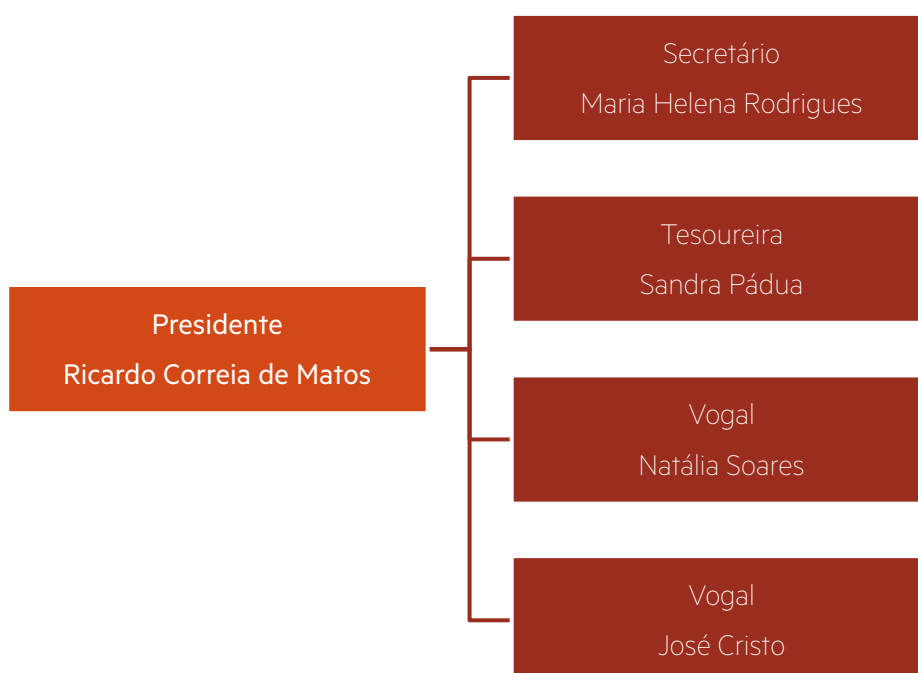 Secretário
Maria Helena Rodrigues
Tesoureira
Sandra Pádua
Presidente
Ricardo Correia de Matos
Vogal
Natália Soares
Vogal
José Cristo